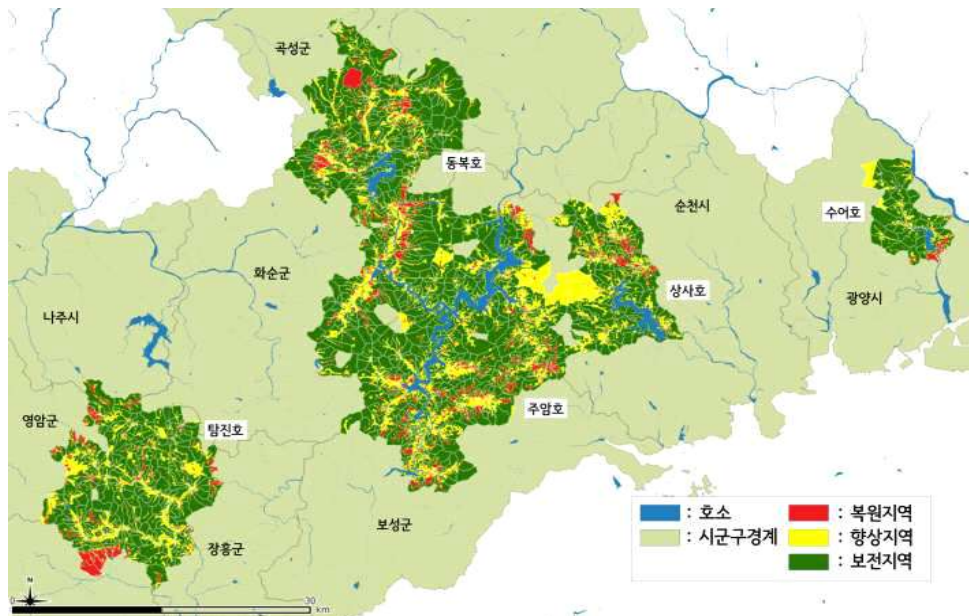 곡성군
동복호
순천시
수어호
화순군
상사호
광양시
나주시
주암호
영암군
탐진호
보성군
장흥군
: 호소
: 복원지역
: 시군구경계
: 향상지역
: 보전지역
N
0
30
km